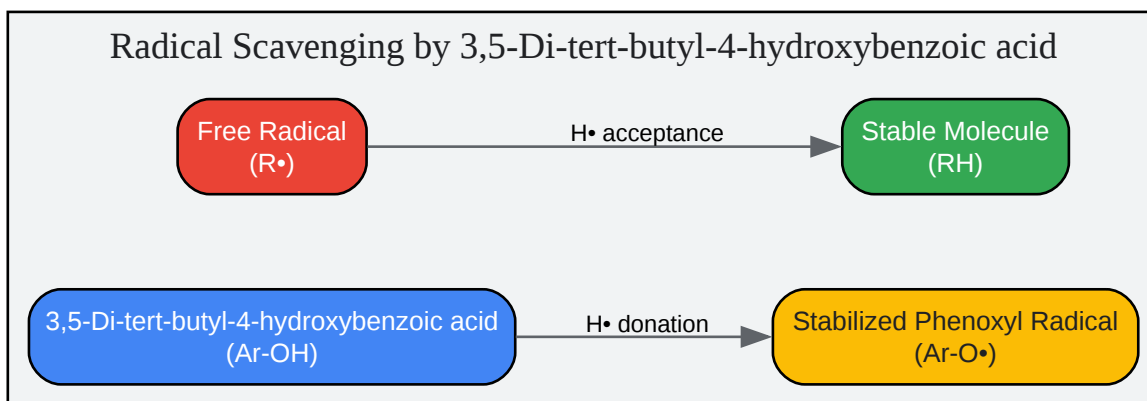 Radical Scavenging by 3,5-Di-tert-butyl-4-hydroxybenzoic acid
Free Radical
(R•)
H• acceptance
Stable Molecule
(RH)
3,5-Di-tert-butyl-4-hydroxybenzoic acid
(Ar-OH)
H• donation
Stabilized Phenoxyl Radical
(Ar-O•)